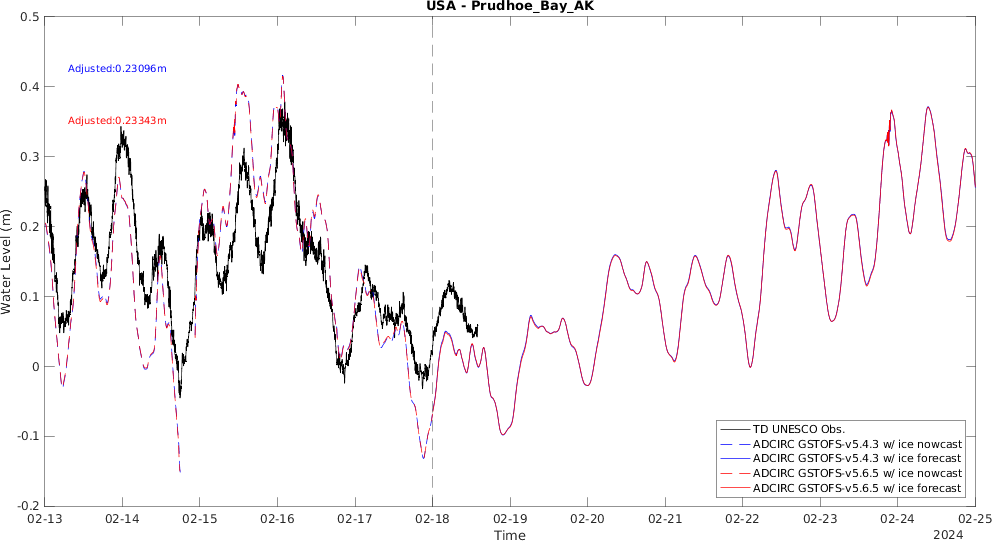 USA - Prudhoe_Bay_AK
0.5
0.4
0.3
0.2
0.1
0
-0.1
-0.2
Water Level (m)
Adjusted:0.23096m
Adjusted:0.23343m
TD UNESCO Obs.
ADCIRC GSTOFS-v5.4.3 w/ ice nowcast
ADCIRC GSTOFS-v5.4.3 w/ ice forecast
ADCIRC GSTOFS-v5.6.5 w/ ice nowcast
ADCIRC GSTOFS-v5.6.5 w/ ice forecast
02-13 02-14 02-15 02-16 02-17 02-18 02-19 02-20 02-21 02-22 02-23 02-24 02-25
Time
2024